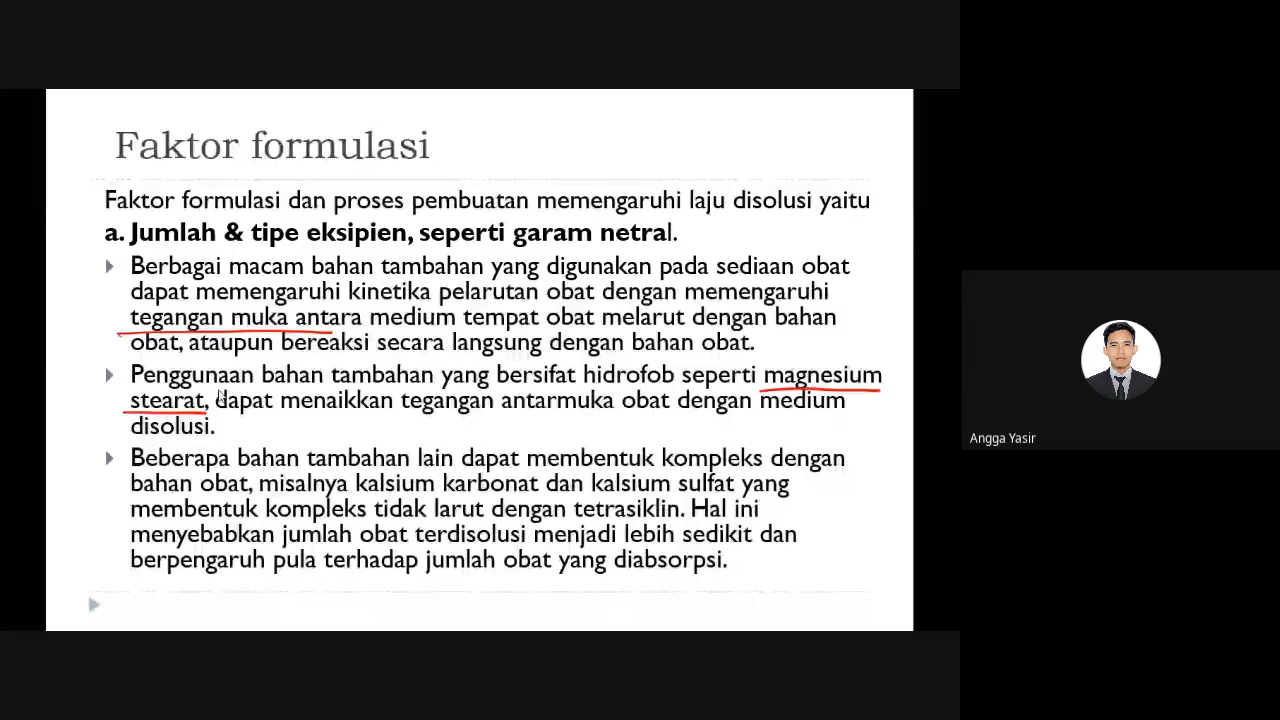 Faktor formulasi
Faktor formulasi dan proses pembuatan memengaruhi laju disolusi yaitu
a. Jumlah & tipe eksipien, seperti garam netral.
Berbagai macam bahan tambahan yang digunakan pada sediaan obat
dapat memengaruhi kinetika pelarutan obat dengan memengaruhi
tegangan muka antara medium tempat obat melarut dengan bahan
obat, ataupun bereaksi secara langsung dengan bahan obat.
Penggunaan bahan tambahan yang bersifat hidrofob seperti magnesium
stearat, dapat menaikkan tegangan antarmuka obat dengan medium
disolusi.
Beberapa bahan tambahan lain dapat membentuk kompleks dengan
bahan obat, misalnya kalsium karbonat dan kalsium sulfat yang
membentuk kompleks tidak larut dengan tetrasiklin. Hal ini
menyebabkan jumlah obat terdisolusi menjadi lebih sedikit dan
berpengaruh pula terhadap jumlah obat yang diabsorpsi.
Angga Yasir